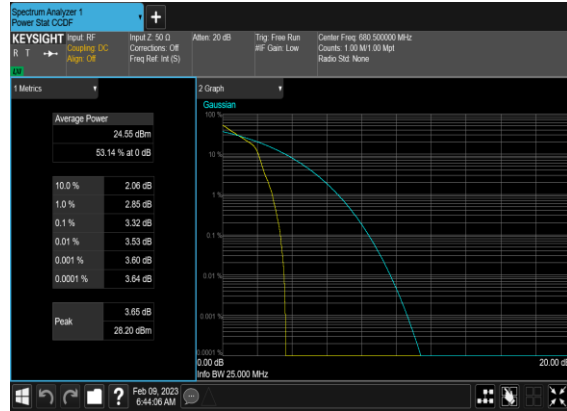 Spectrum Analyzer 1
Power Stat CCDF
+
KEYSIGHT
R T
LXI
Input: RF
Coupling: DC
Align: Off
Input Z: 50 Ω
Corrections: Off
Freq Ref: Int (S)
Atten: 20 dB
Trig: Free Run
#IF Gain: Low
Center Freq: 680.500000 MHz
Counts: 1.00 M/1.00 Mpt
Radio Std: None
1 Metrics
Average Power
24.55 dBm
53.14 % at 0 dB
10.0 % 2.06 dB
1.0 % 2.85 dB
0.1 % 3.32 dB
0.01 % 3.53 dB
0.001 % 3.60 dB
0.0001 % 3.64 dB
Peak
3.65 dB
28.20 dBm
2 Graph
Gaussian
100 %
10 %
1 %
0.1 %
0.01 %
0.001 %
0.0001 %
0.00 dB
20.00 dB
Info BW 25.000 MHz
?
Feb 09, 2023
6:44:06 AM